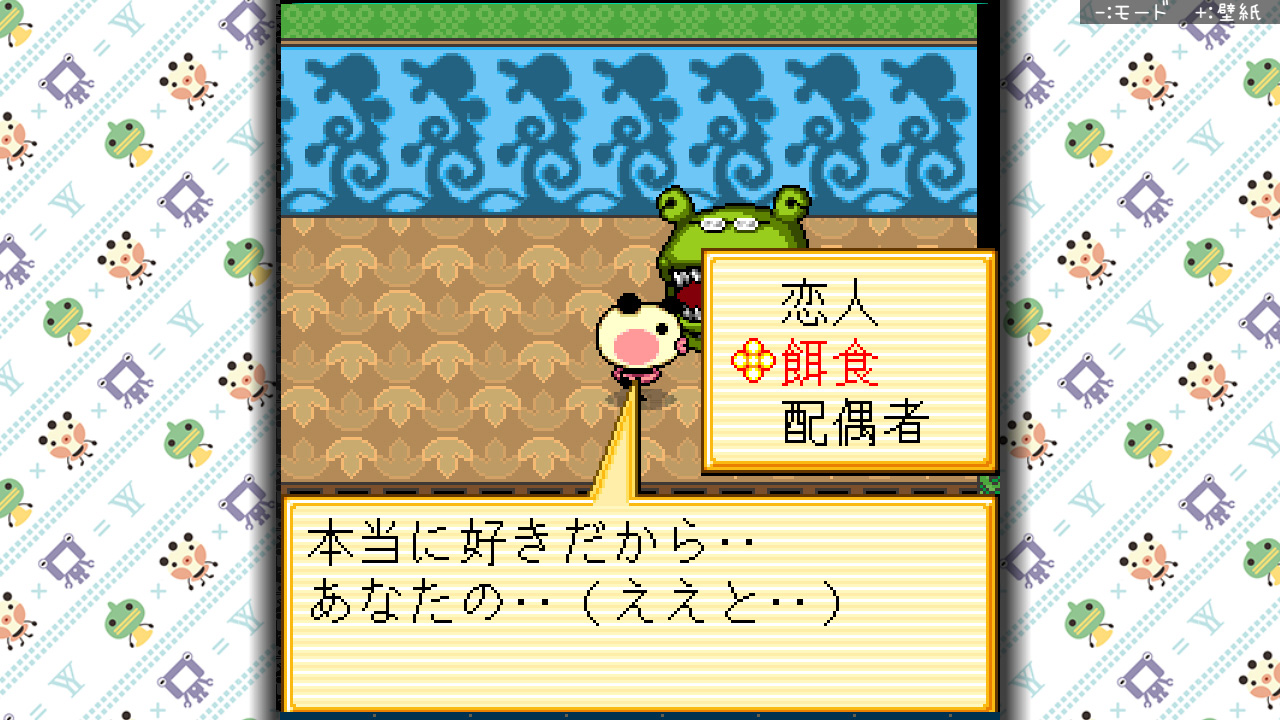 -:モード +:壁紙
恋人
餌食
配偶者
本当に好きだから‥
あなたの‥（ええと‥）